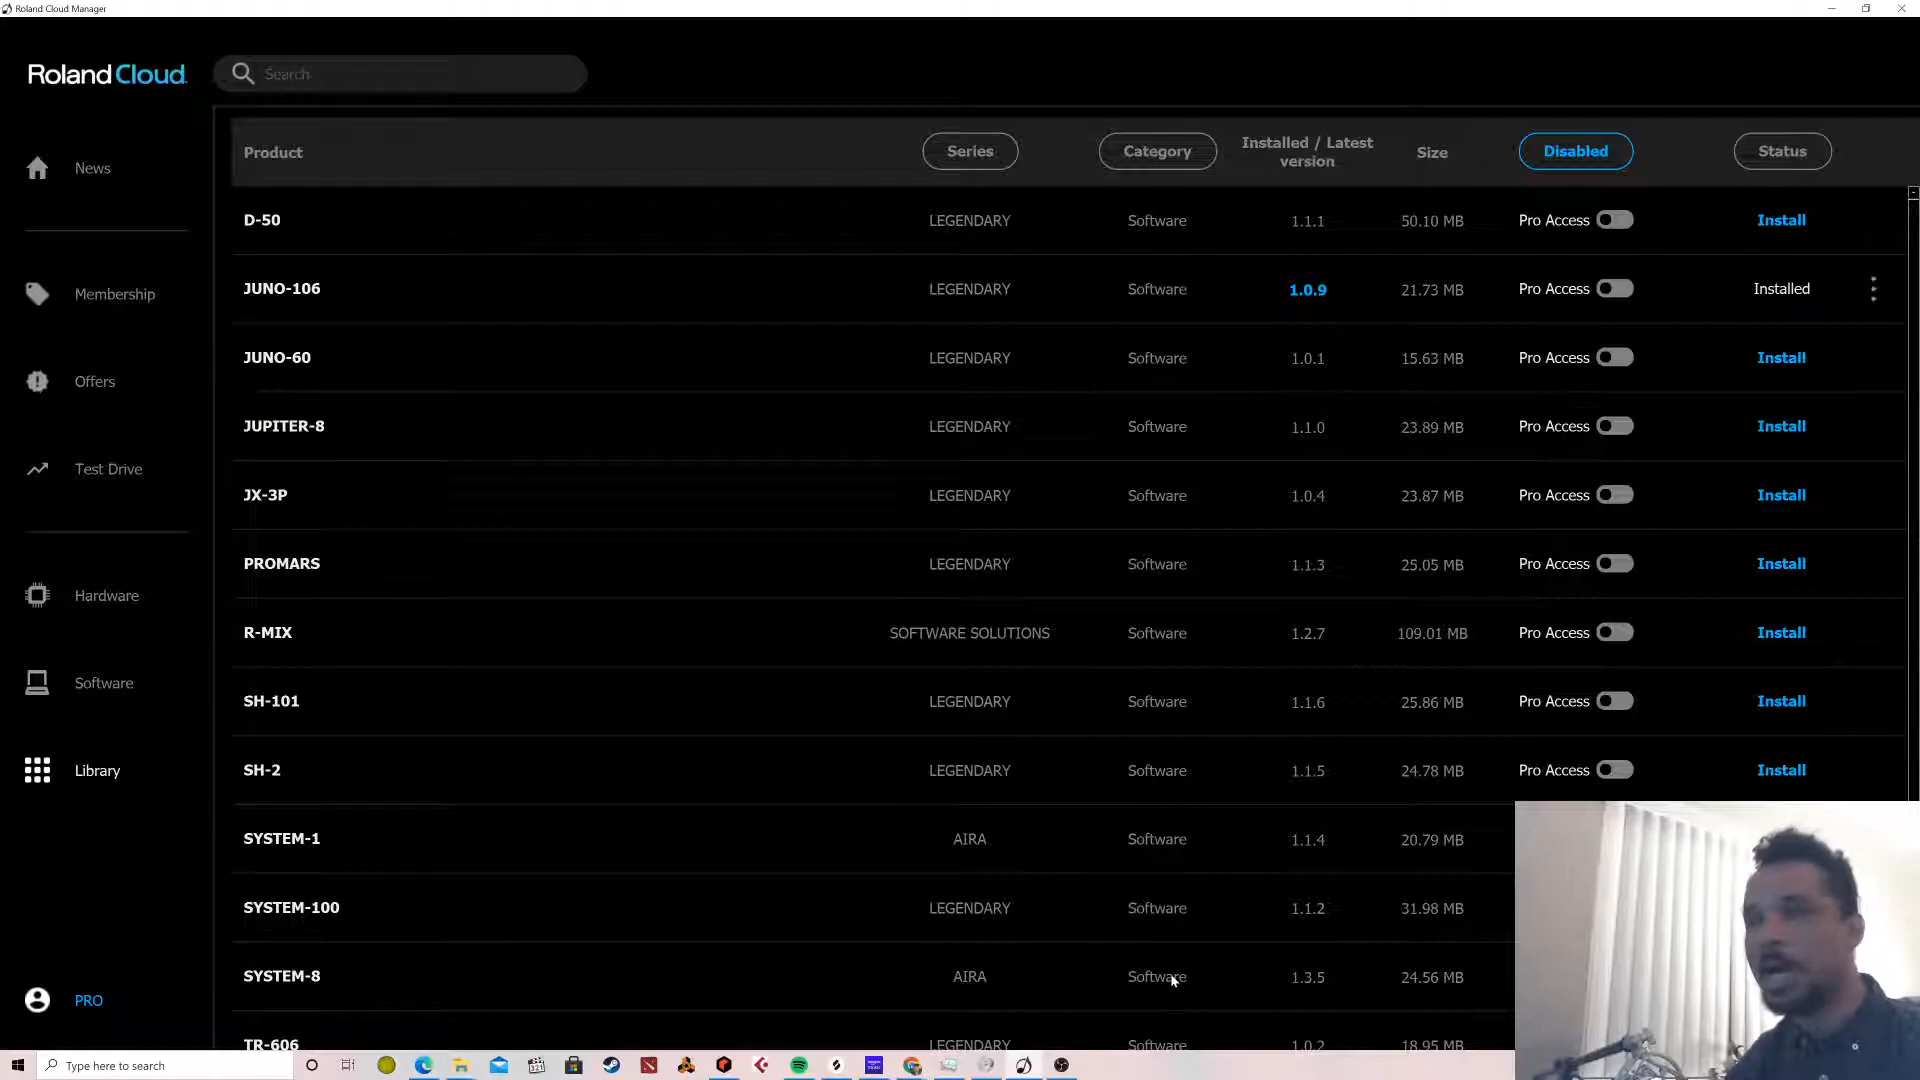 Roland Cloud Manager
Roland Cloud
Search
Product
Series
Category
Installed / Latest
version
Size
Disabled
Status
News
Membership
Offers
Test Drive
Hardware
Software
Library
PRO
D-50 LEGENDARY Software 1.1.1 50.10 MB Pro Access Install
JUNO-106 LEGENDARY Software 1.0.9 21.73 MB Pro Access Installed
JUNO-60 LEGENDARY Software 1.0.1 15.63 MB Pro Access Install
JUPITER-8 LEGENDARY Software 1.1.0 23.89 MB Pro Access Install
JX-3P LEGENDARY Software 1.0.4 23.87 MB Pro Access Install
PROMARS LEGENDARY Software 1.1.3 25.05 MB Pro Access Install
R-MIX SOFTWARE SOLUTIONS Software 1.2.7 109.01 MB Pro Access Install
SH-101 LEGENDARY Software 1.1.6 25.86 MB Pro Access Install
SH-2 LEGENDARY Software 1.1.5 24.78 MB Pro Access Install
SYSTEM-1 AIRA Software 1.1.4 20.79 MB
SYSTEM-100 LEGENDARY Software 1.1.2 31.98 MB
SYSTEM-8 AIRA Software 1.3.5 24.56 MB
TR-606 LEGENDARY Software 1.0.2 18.95 MB
Type here to search